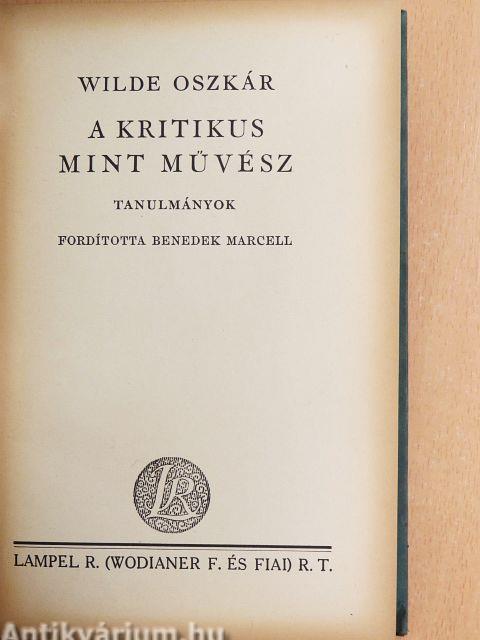 WILDE OSZKÁR
A KRITIKUS
MINT MŰVÉSZ
TANULMÁNYOK
FORDÍTOTTA BENEDEK MARCELL
LR
LAMPEL R. (WODIANER F. ÉS FIAI) R. T.
Antikvárium.hu